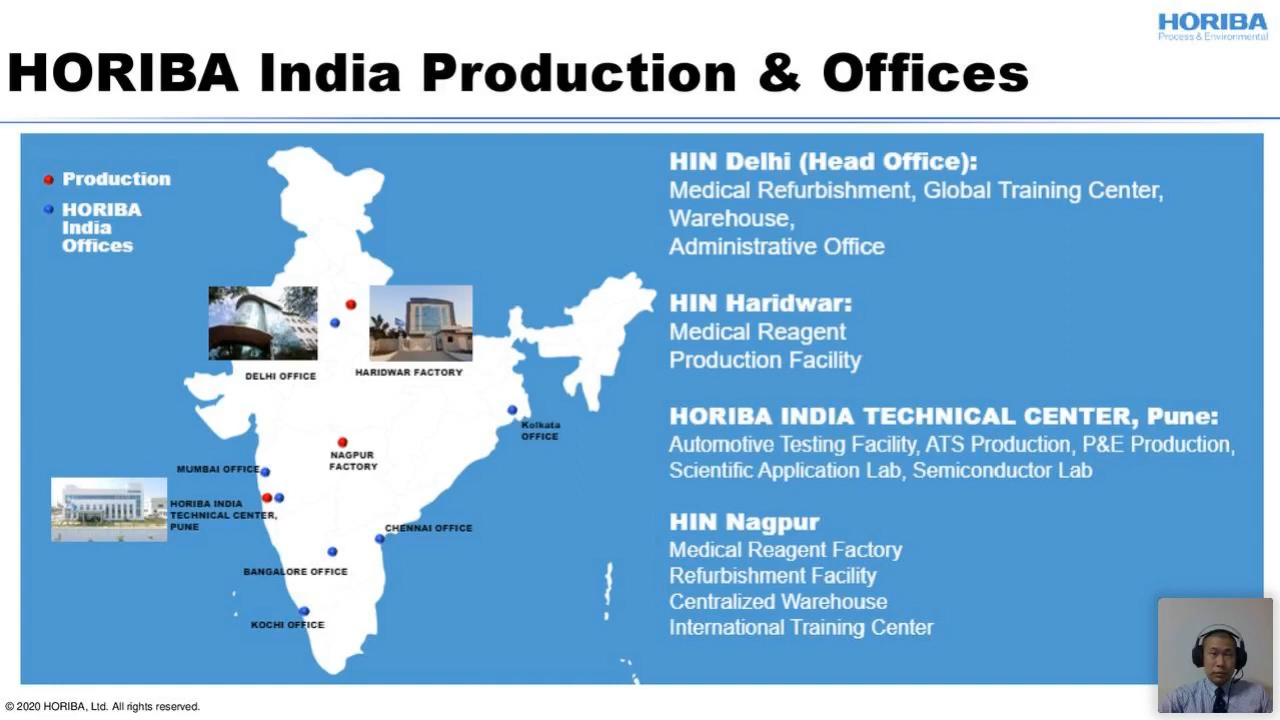 HORIBA
Process & Environmental
HORIBA India Production & Offices
Production
HORIBA
India
Offices
DELHI OFFICE
HARIDWAR FACTORY
Kolkata
OFFICE
NAGPUR
FACTORY
MUMBAI OFFICE
HORIBA INDIA
TECHNICAL CENTER,
PUNE
CHENNAI OFFICE
BANGALORE OFFICE
KOCHI OFFICE
HIN Delhi (Head Office):
Medical Refurbishment, Global Training Center,
Warehouse,
Administrative Office
HIN Haridwar:
Medical Reagent
Production Facility
HORIBA INDIA TECHNICAL CENTER, Pune:
Automotive Testing Facility, ATS Production, P&E Production,
Scientific Application Lab, Semiconductor Lab
HIN Nagpur
Medical Reagent Factory
Refurbishment Facility
Centralized Warehouse
International Training Center
© 2020 HORIBA, Ltd. All rights reserved.